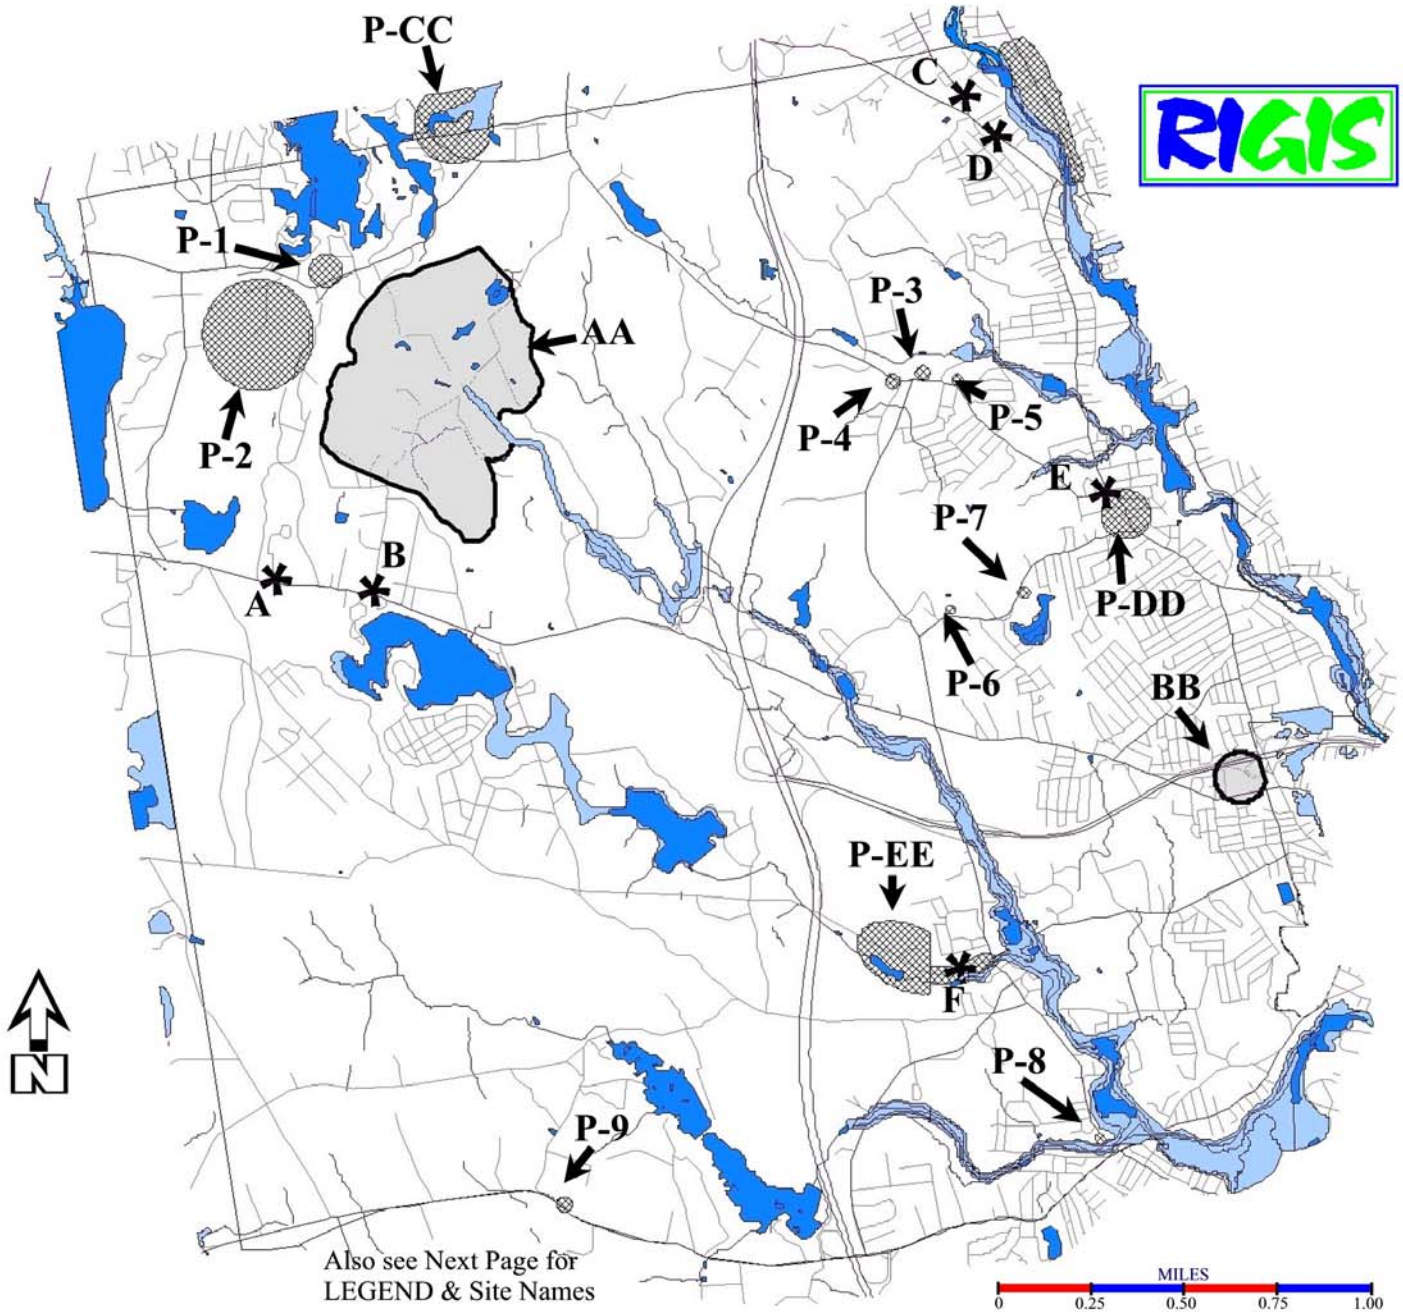 P-CC
C
RIGIS
D
P-1
P-3
AA
P-5
P-4
P-2
E
P-7
B
A
P-DD
P-6
BB
P-EE
F
N
P-8
P-9
Also see Next Page for
LEGEND & Site Names
MILES
0 0.25 0.50 0.75 1.00